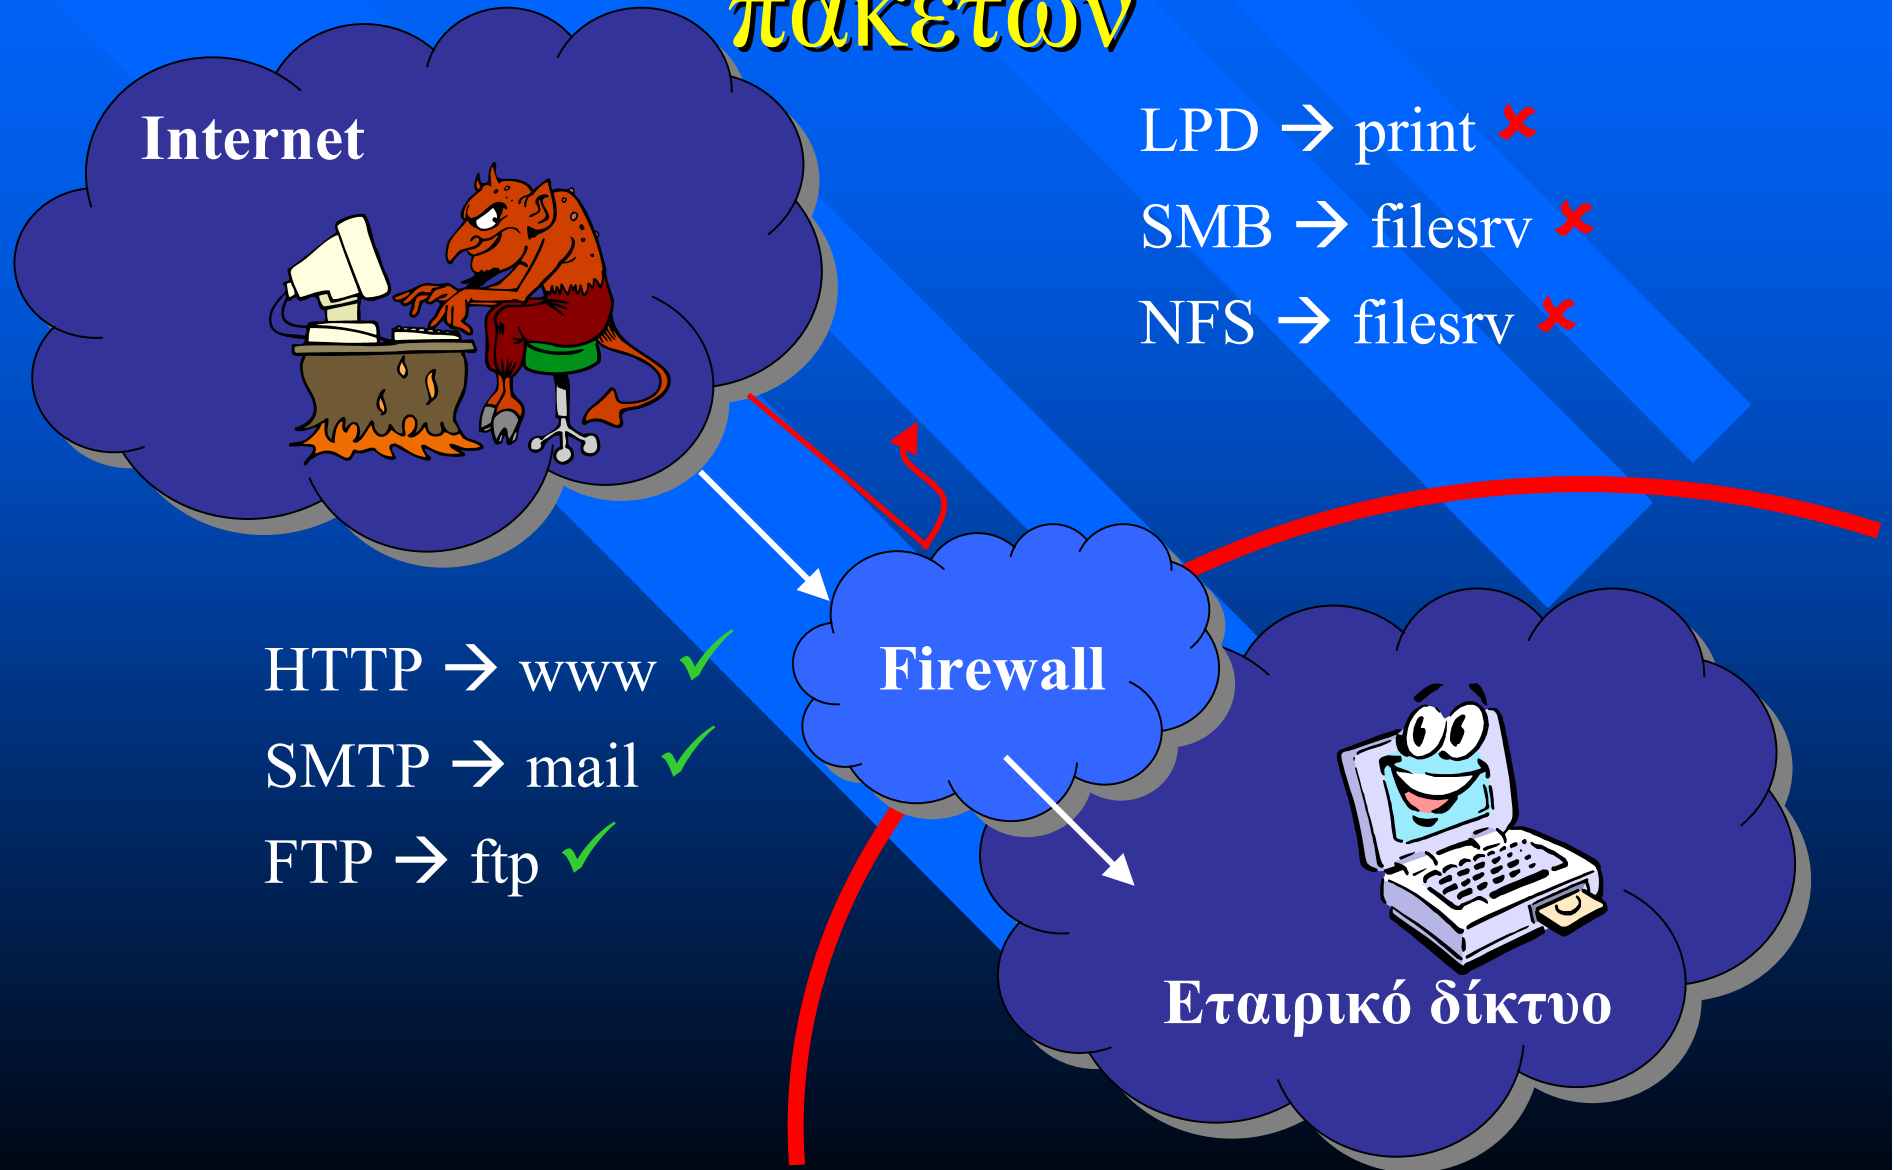 πακέτων
Internet
LPD → print ✘
SMB → filesrv ✘
NFS → filesrv ✘
HTTP → www ✓
SMTP → mail ✓
FTP → ftp ✓
Firewall
Εταιρικό δίκτυο